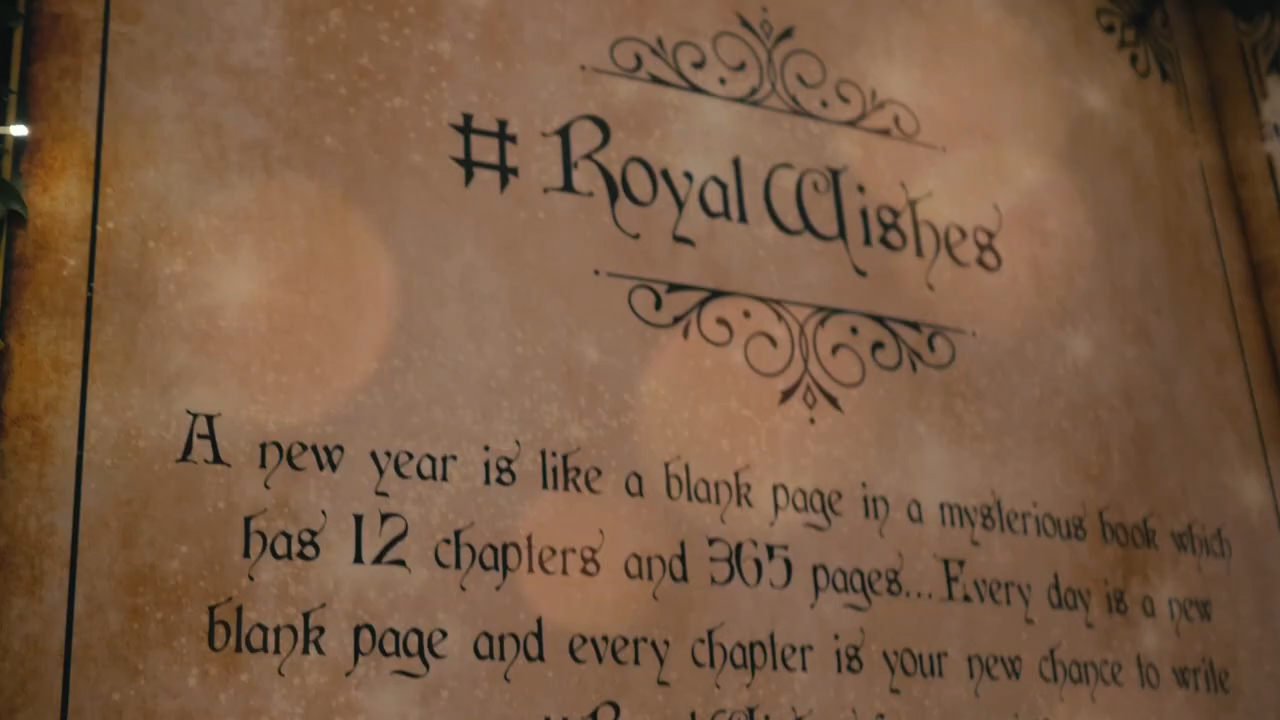 # Royal Wishes
A new year is like a blank page in a mysterious book which
has 12 chapters and 365 pages... Every day is a new
blank page and every chapter is your new chance to write